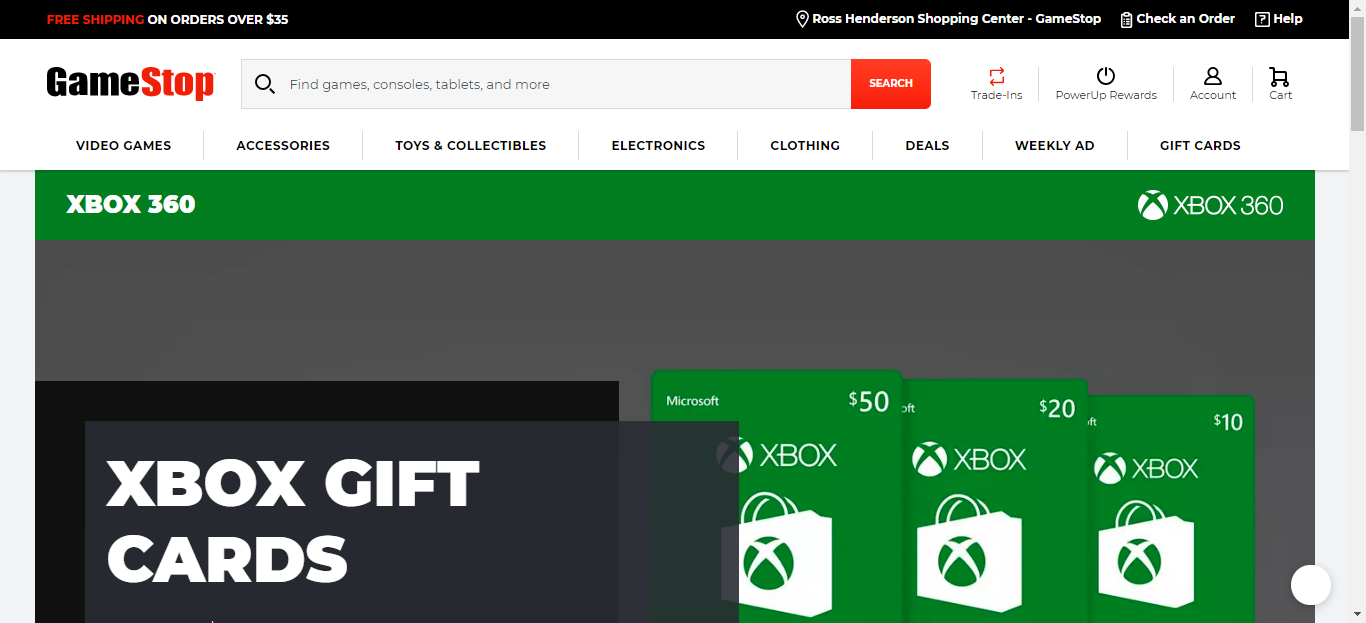 FREE SHIPPING ON ORDERS OVER $35
Ross Henderson Shopping Center - GameStop
Check an Order
Help
GameStop
Find games, consoles, tablets, and more
SEARCH
Trade-Ins
PowerUp Rewards
Account
Cart
VIDEO GAMES
ACCESSORIES
TOYS & COLLECTIBLES
ELECTRONICS
CLOTHING
DEALS
WEEKLY AD
GIFT CARDS
XBOX 360
XBOX 360
Microsoft
$50
oft
$20
ft
$10
XBOX
XBOX
XBOX
XBOX GIFT
CARDS